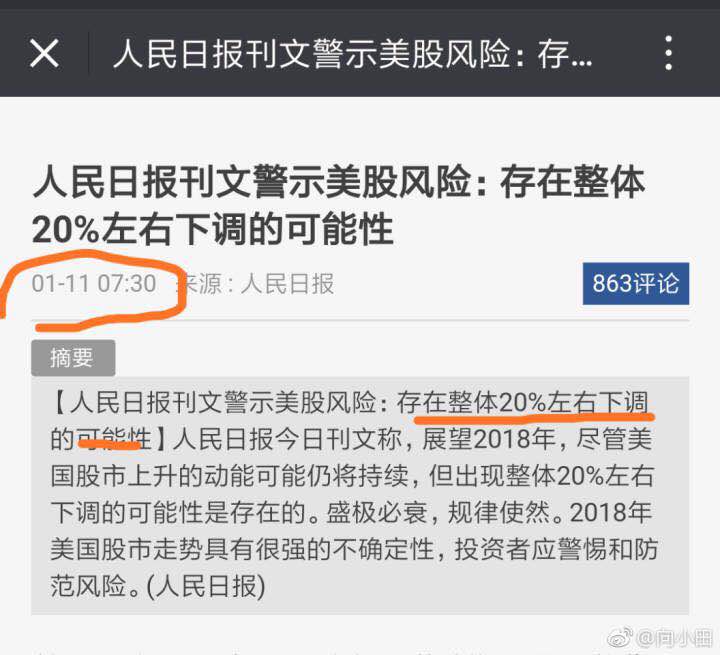 人民日报刊文警示美股风险：存...
人民日报刊文警示美股风险：存在整体
20%左右下调的可能性
01-11 07:30 来源：人民日报
863评论
摘要
【人民日报刊文警示美股风险：存在整体20%左右下调
的可能性】人民日报今日刊文称，展望2018年，尽管美
国股市上升的动能可能仍将持续，但出现整体20%左右
下调的可能性是存在的。盛极必衰，规律使然。2018年
美国股市走势具有很强的不确定性，投资者应警惕和防
范风险。(人民日报)
@向小田